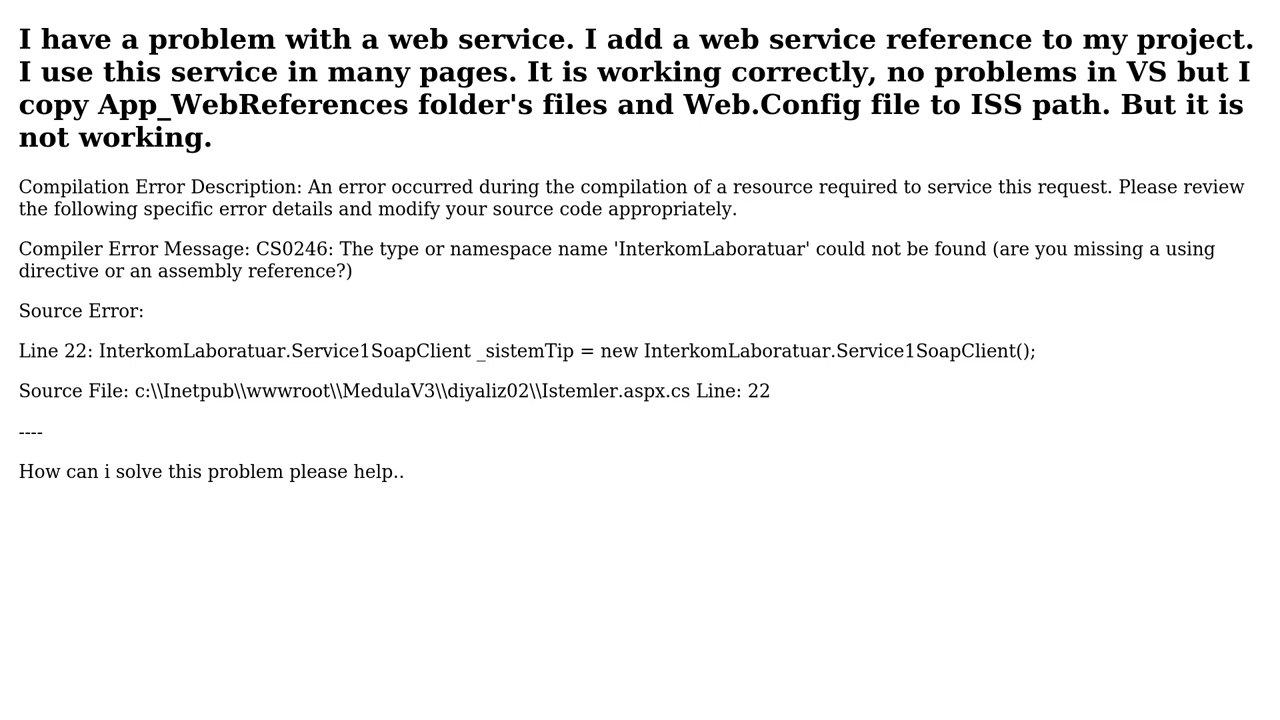 I have a problem with a web service. I add a web service reference to my project.
I use this service in many pages. It is working correctly, no problems in VS but I
copy App_WebReferences folder's files and Web.Config file to ISS path. But it is
not working.
Compilation Error Description: An error occurred during the compilation of a resource required to service this request. Please review
the following specific error details and modify your source code appropriately.
Compiler Error Message: CS0246: The type or namespace name 'InterkomLaboratuar' could not be found (are you missing a using
directive or an assembly reference?)
Source Error:
Line 22: InterkomLaboratuar.Service1SoapClient _sistemTip = new InterkomLaboratuar.Service1SoapClient();
Source File: c:\\Inetpub\\wwwroot\\MedulaV3\\diyaliz02\\Istemler.aspx.cs Line: 22
----
How can i solve this problem please help..